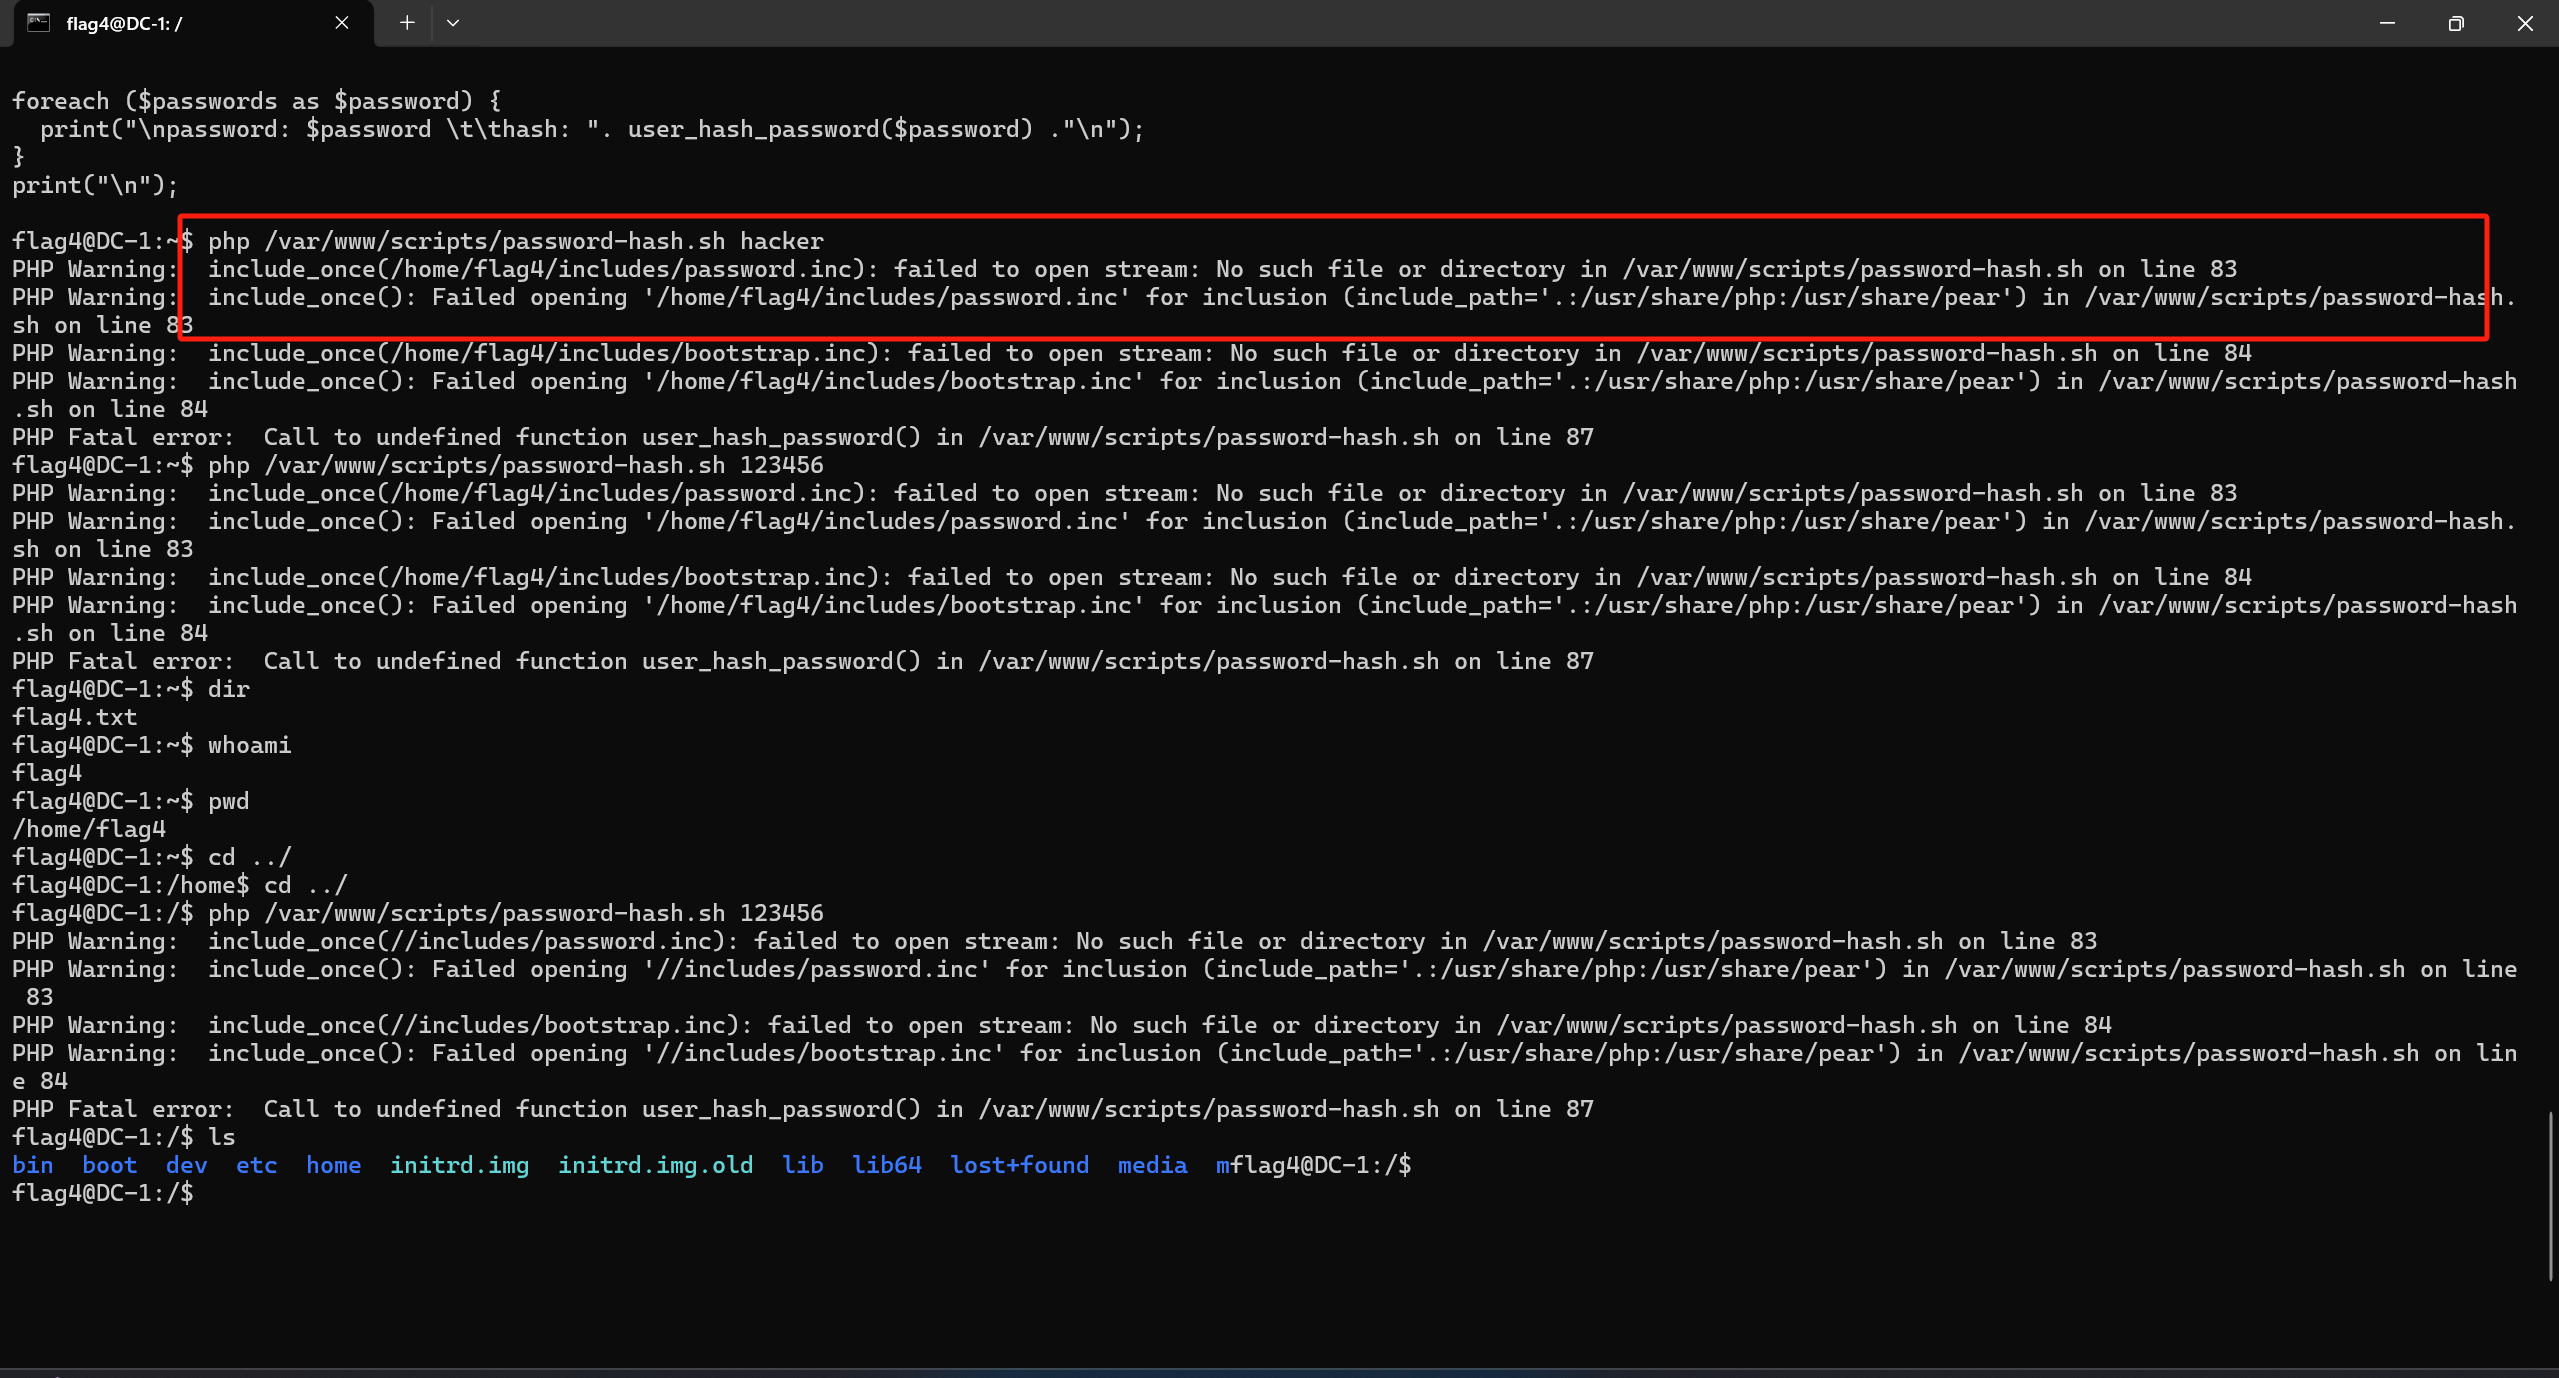 flag4@DC-1: /
foreach ($passwords as $password) {
  print("\npassword: $password \t\thash: ". user_hash_password($password) ."\n");
}
print("\n");
flag4@DC-1:~$ php /var/www/scripts/password-hash.sh hacker
PHP Warning:  include_once(/home/flag4/includes/password.inc): failed to open stream: No such file or directory in /var/www/scripts/password-hash.sh on line 83
PHP Warning:  include_once(): Failed opening '/home/flag4/includes/password.inc' for inclusion (include_path='.:/usr/share/php:/usr/share/pear') in /var/www/scripts/password-hash.
sh on line 83
PHP Warning:  include_once(/home/flag4/includes/bootstrap.inc): failed to open stream: No such file or directory in /var/www/scripts/password-hash.sh on line 84
PHP Warning:  include_once(): Failed opening '/home/flag4/includes/bootstrap.inc' for inclusion (include_path='.:/usr/share/php:/usr/share/pear') in /var/www/scripts/password-hash
.sh on line 84
PHP Fatal error:  Call to undefined function user_hash_password() in /var/www/scripts/password-hash.sh on line 87
flag4@DC-1:~$ php /var/www/scripts/password-hash.sh 123456
PHP Warning:  include_once(/home/flag4/includes/password.inc): failed to open stream: No such file or directory in /var/www/scripts/password-hash.sh on line 83
PHP Warning:  include_once(): Failed opening '/home/flag4/includes/password.inc' for inclusion (include_path='.:/usr/share/php:/usr/share/pear') in /var/www/scripts/password-hash.
sh on line 83
PHP Warning:  include_once(/home/flag4/includes/bootstrap.inc): failed to open stream: No such file or directory in /var/www/scripts/password-hash.sh on line 84
PHP Warning:  include_once(): Failed opening '/home/flag4/includes/bootstrap.inc' for inclusion (include_path='.:/usr/share/php:/usr/share/pear') in /var/www/scripts/password-hash
.sh on line 84
PHP Fatal error:  Call to undefined function user_hash_password() in /var/www/scripts/password-hash.sh on line 87
flag4@DC-1:~$ dir
flag4.txt
flag4@DC-1:~$ whoami
flag4
flag4@DC-1:~$ pwd
/home/flag4
flag4@DC-1:~$ cd ../
flag4@DC-1:/home$ cd ../
flag4@DC-1:/$ php /var/www/scripts/password-hash.sh 123456
PHP Warning:  include_once(//includes/password.inc): failed to open stream: No such file or directory in /var/www/scripts/password-hash.sh on line 83
PHP Warning:  include_once(): Failed opening '//includes/password.inc' for inclusion (include_path='.:/usr/share/php:/usr/share/pear') in /var/www/scripts/password-hash.sh on line
 83
PHP Warning:  include_once(//includes/bootstrap.inc): failed to open stream: No such file or directory in /var/www/scripts/password-hash.sh on line 84
PHP Warning:  include_once(): Failed opening '//includes/bootstrap.inc' for inclusion (include_path='.:/usr/share/php:/usr/share/pear') in /var/www/scripts/password-hash.sh on lin
e 84
PHP Fatal error:  Call to undefined function user_hash_password() in /var/www/scripts/password-hash.sh on line 87
flag4@DC-1:/$ ls
bin  boot  dev  etc  home  initrd.img  initrd.img.old  lib  lib64  lost+found  media  mflag4@DC-1:/$
flag4@DC-1:/$